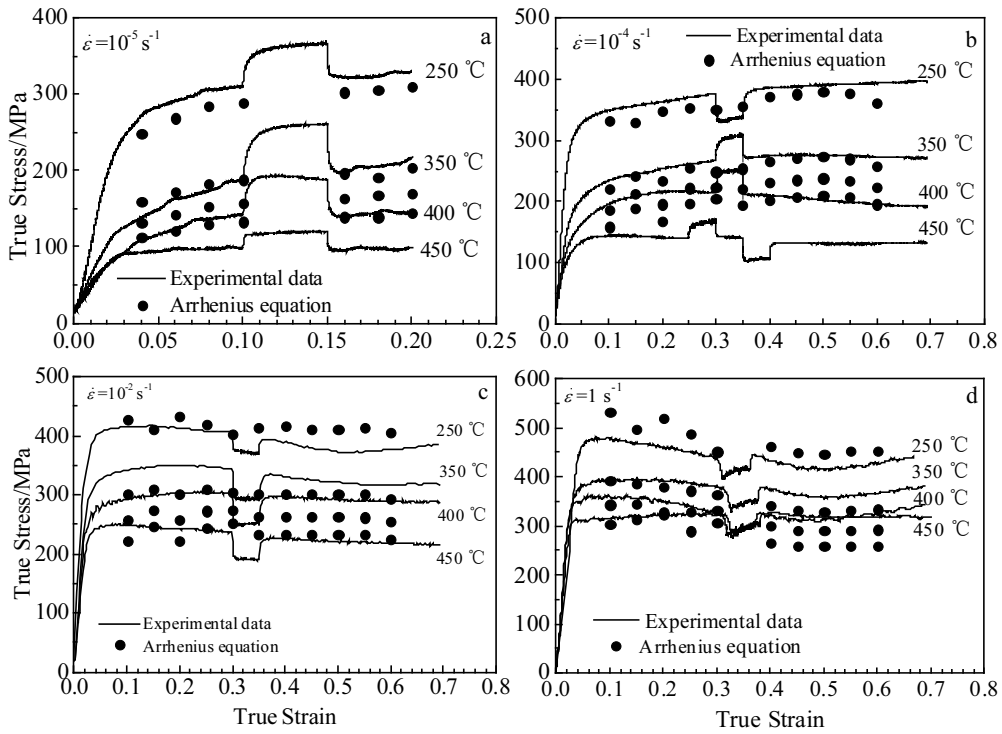 400
ε̇=10⁻⁵ s⁻¹
a
250 ℃
300
350 ℃
200
400 ℃
100
450 ℃
Experimental data
Arrhenius equation
0
0.00 0.05 0.10 0.15 0.20 0.25
True Stress/MPa
500
ε̇=10⁻⁴ s⁻¹
Experimental data
b
Arrhenius equation
250 ℃
400
300
350 ℃
400 ℃
200
450 ℃
100
0
0.0 0.1 0.2 0.3 0.4 0.5 0.6 0.7 0.8
500
ε̇=10⁻² s⁻¹
c
250 ℃
400
350 ℃
300
400 ℃
200
450 ℃
100
Experimental data
Arrhenius equation
0
0.0 0.1 0.2 0.3 0.4 0.5 0.6 0.7 0.8
True Stress/MPa
True Strain
600
ε̇=1 s⁻¹
d
500
250 ℃
350 ℃
400
400 ℃
300
450 ℃
200
100
Experimental data
Arrhenius equation
0
0.0 0.1 0.2 0.3 0.4 0.5 0.6 0.7 0.8
True Strain